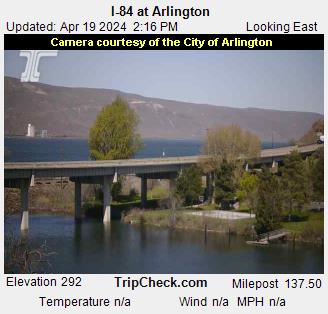 I-84 at Arlington
Updated: Apr 19 2024 2:16 PM Looking East
Camera courtesy of the City of Arlington
Elevation 292 TripCheck.com Milepost 137.50
Temperature n/a Wind n/a MPH n/a